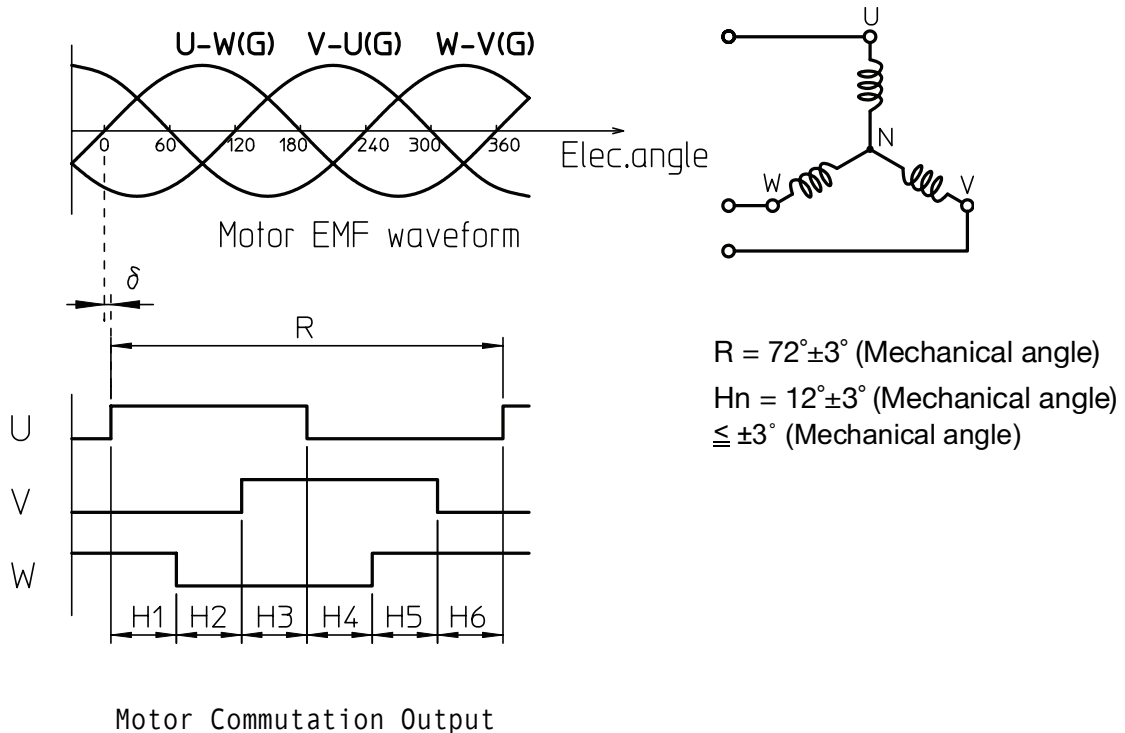 U-W(G) V-U(G) W-V(G)
0 60 120 180 240 300 360
Elec.angle
Motor EMF waveform
U
N
W
V
δ
R
R = 72°±3° (Mechanical angle)
Hn = 12°±3° (Mechanical angle)
≦ ±3° (Mechanical angle)
U
V
W
H1 H2 H3 H4 H5 H6
Motor Commutation Output